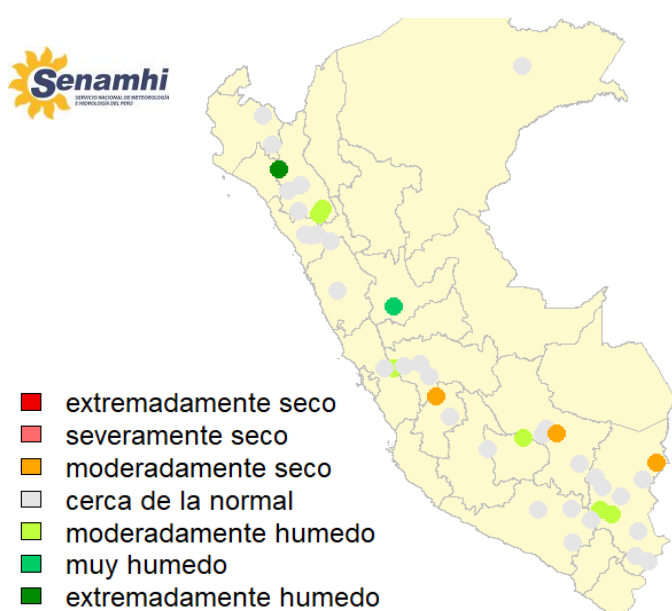 Senamhi
SERVICIO NACIONAL DE METEOROLOGÍA
E HIDROLOGÍA DEL PERÚ
extremadamente seco
severamente seco
moderadamente seco
cerca de la normal
moderadamente humedo
muy humedo
extremadamente humedo